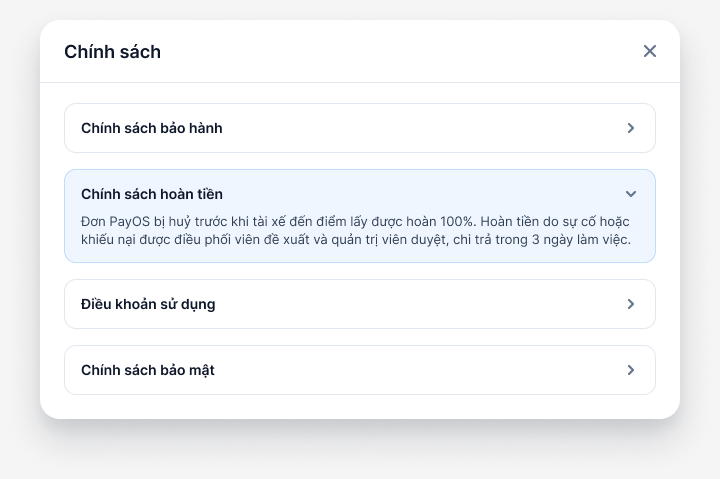 Chính sách
Chính sách bảo hành
Chính sách hoàn tiền
Đơn PayOS bị huỷ trước khi tài xế đến điểm lấy được hoàn 100%. Hoàn tiền do sự cố hoặc
khiếu nại được điều phối viên đề xuất và quản trị viên duyệt, chi trả trong 3 ngày làm việc.
Điều khoản sử dụng
Chính sách bảo mật